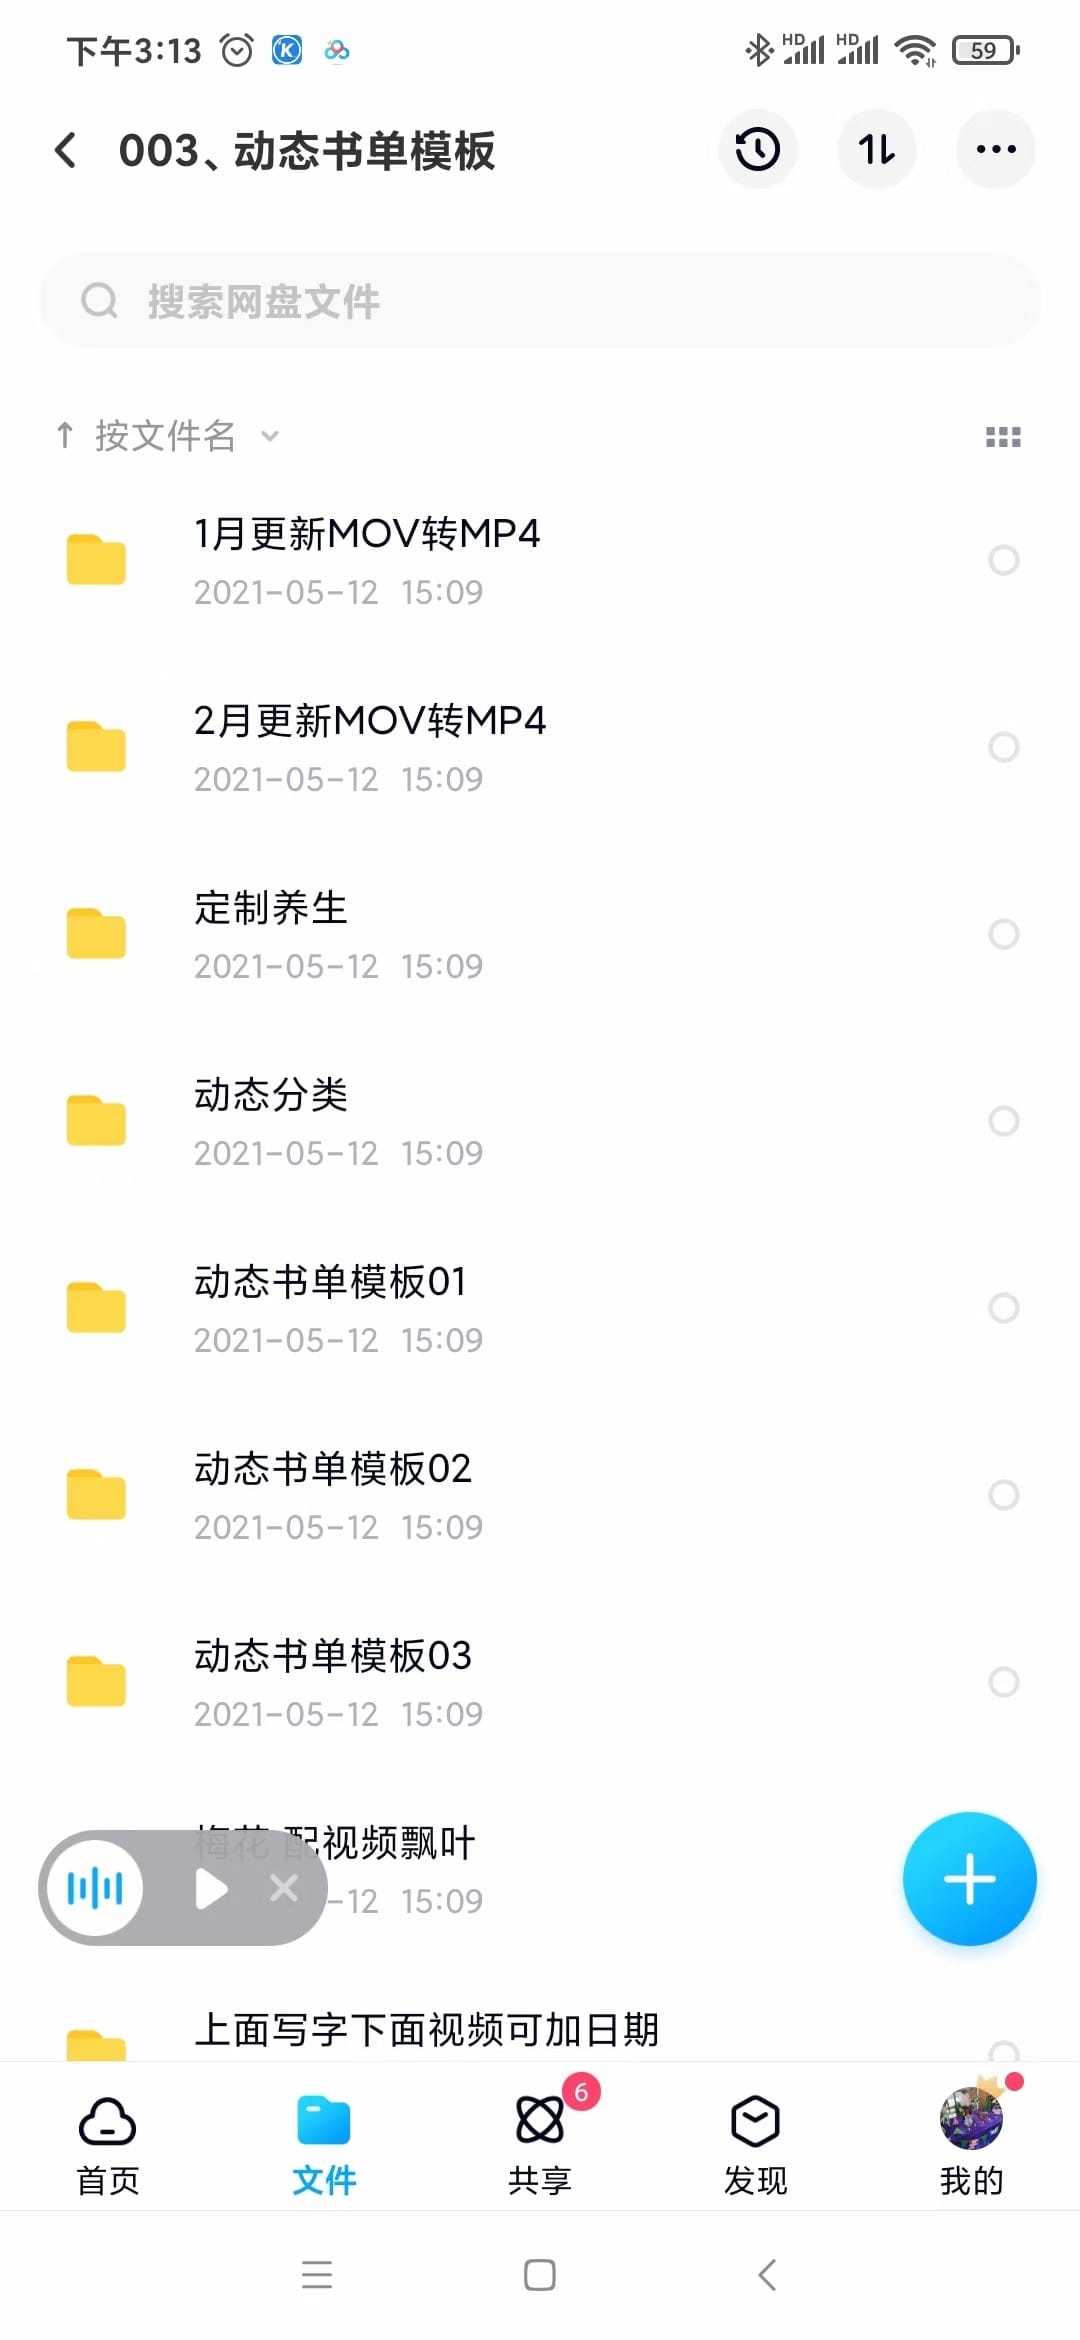 下午3:13
HD
HD
59
003、动态书单模板
搜索网盘文件
按文件名
1月更新MOV转MP4
2021-05-12 15:09
2月更新MOV转MP4
2021-05-12 15:09
定制养生
2021-05-12 15:09
动态分类
2021-05-12 15:09
动态书单模板01
2021-05-12 15:09
动态书单模板02
2021-05-12 15:09
动态书单模板03
2021-05-12 15:09
梅花 配视频飘叶
-12 15:09
上面写字下面视频可加日期
首页
文件
共享
6
发现
我的